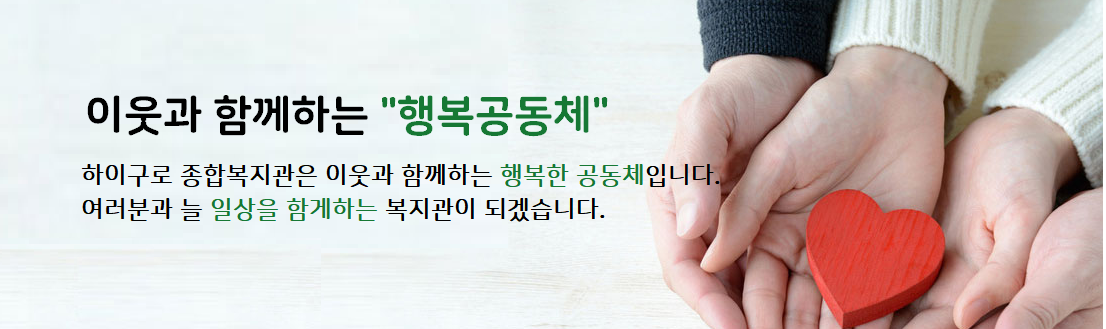 이웃과 함께하는 "행복공동체"
하이구로 종합복지관은 이웃과 함께하는 행복한 공동체입니다.
여러분과 늘 일상을 함게하는 복지관이 되겠습니다.